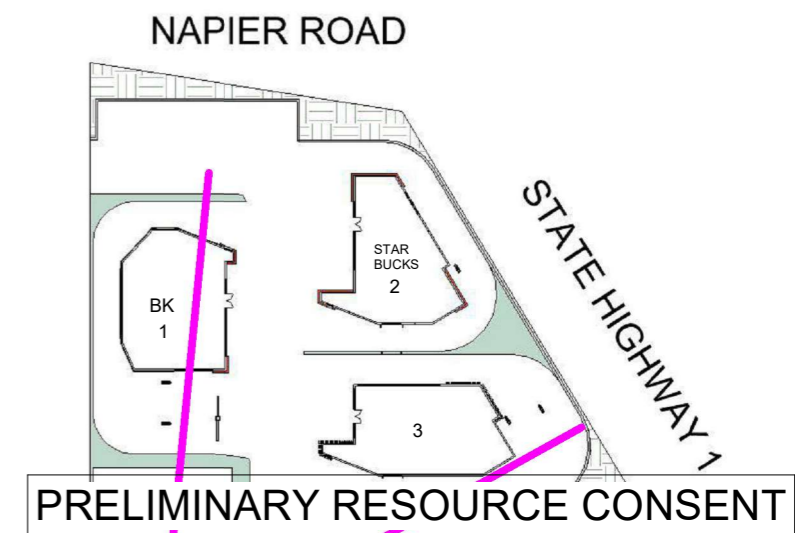 NAPIER ROAD
STATE HIGHWAY 1
STAR
BUCKS
2
BK
1
3
PRELIMINARY RESOURCE CONSENT